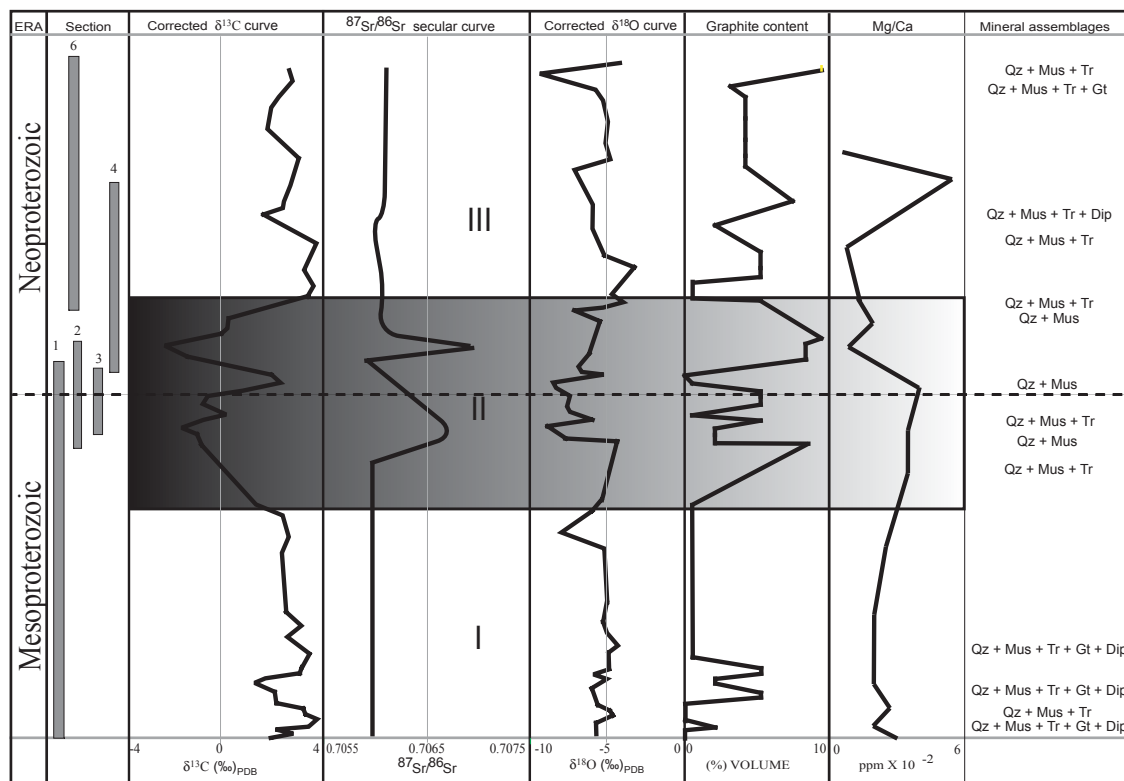 ERA Section Corrected δ¹³C curve ⁸⁷Sr/⁸⁶Sr secular curve Corrected δ¹⁸O curve Graphite content Mg/Ca Mineral assemblages
6
Qz + Mus + Tr
Qz + Mus + Tr + Gt
4
Neoproterozoic
III
Qz + Mus + Tr + Dip
Qz + Mus + Tr
Qz + Mus + Tr
Qz + Mus
2
1
3
Qz + Mus
II
Qz + Mus + Tr
Qz + Mus
Qz + Mus + Tr
Mesoproterozoic
I
Qz + Mus + Tr + Gt + Dip
Qz + Mus + Tr + Gt + Dip
Qz + Mus + Tr
Qz + Mus + Tr + Gt + Dip
-4 0 4 0.7055 0.7065 0.7075 -10 -5 0 0 10 0 6
δ¹³C (‰)PDB ⁸⁷Sr/⁸⁶Sr δ¹⁸O (‰)PDB (%) VOLUME ppm X 10⁻²